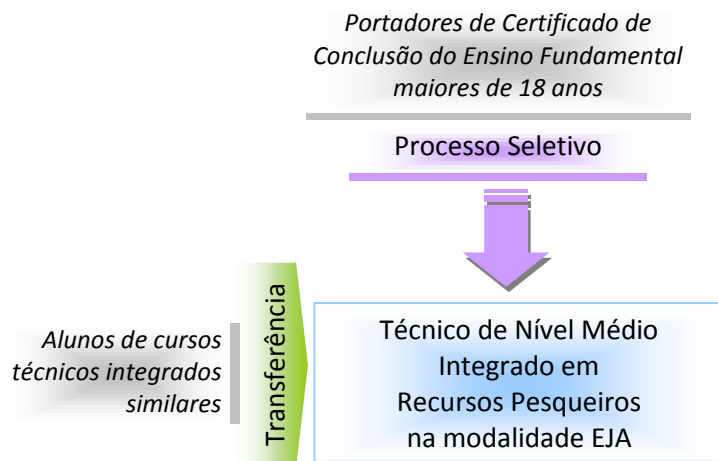 Portadores de Certificado de
Conclusão do Ensino Fundamental
maiores de 18 anos
Processo Seletivo
Alunos de cursos
técnicos integrados
similares
Transferência
Técnico de Nível Médio
Integrado em
Recursos Pesqueiros
na modalidade EJA